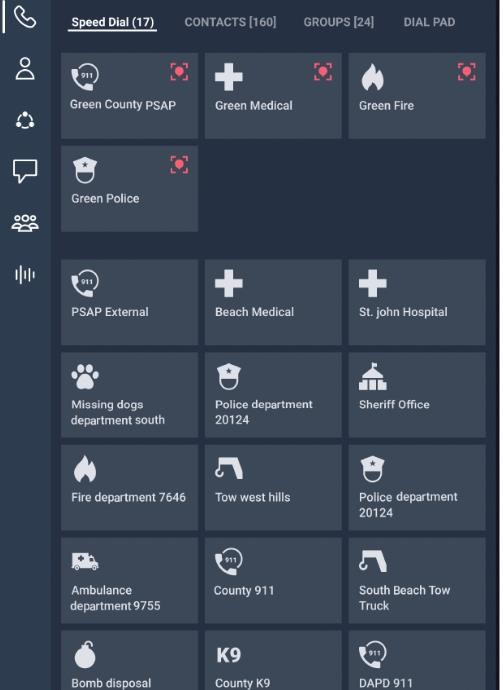 Speed Dial (17) CONTACTS [160] GROUPS [24] DIAL PAD
911
Green County PSAP
Green Medical
Green Fire
Green Police
911
PSAP External
Beach Medical
St. john Hospital
Missing dogs
department south
Police department
20124
Sheriff Office
Fire department 7646
Tow west hills
Police department
20124
Ambulance
department 9755
911
County 911
South Beach Tow
Truck
Bomb disposal
K9
County K9
911
DAPD 911